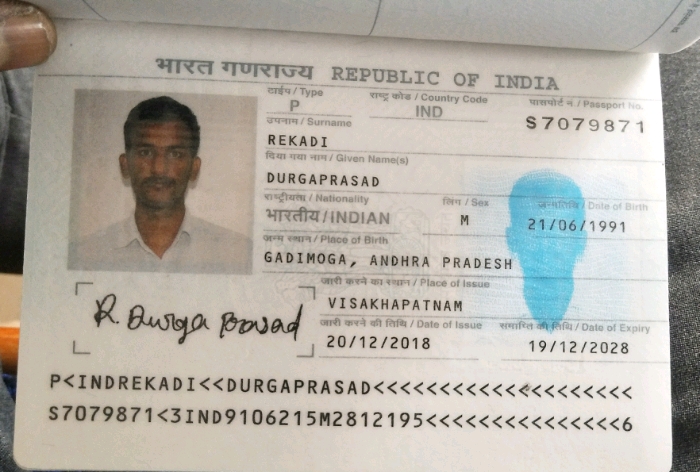 भारत गणराज्य REPUBLIC OF INDIA
टाईप / Type राष्ट्र कोड / Country Code पासपोर्ट नं. / Passport No.
P IND S7079871
उपनाम / Surname
REKADI
दिया गया नाम / Given Name(s)
DURGAPRASAD
राष्ट्रीयता / Nationality लिंग / Sex जन्मतिथि / Date of Birth
भारतीय / INDIAN M 21/06/1991
जन्म स्थान / Place of Birth
GADIMOGA, ANDHRA PRADESH
जारी करने का स्थान / Place of Issue
VISAKHAPATNAM
जारी करने की तिथि / Date of Issue समाप्ति की तिथि / Date of Expiry
20/12/2018 19/12/2028
R. Durga prasad
P<INDREKADI<<DURGAPRASAD<<<<<<<<<<<<<<<<<<<<
S7079871<3IND9106215M2812195<<<<<<<<<<<<<<<6